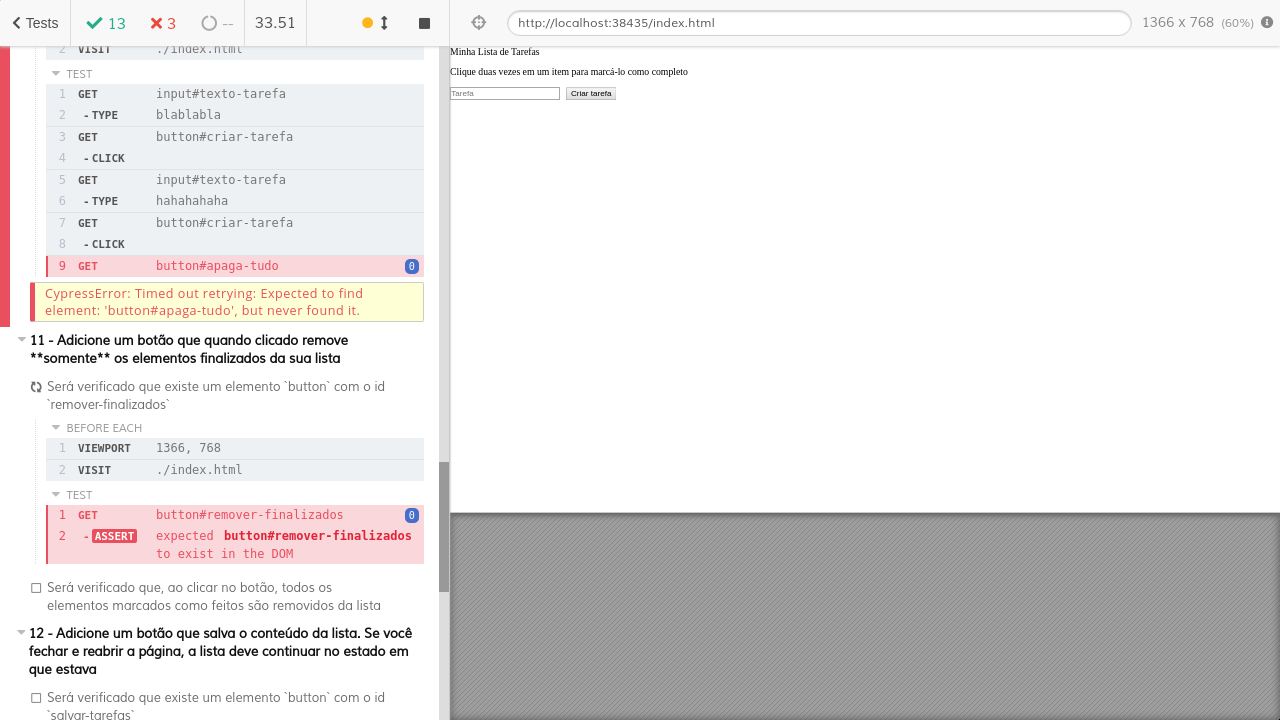 Tests 13 3 -- 33.51 http://localhost:38435/index.html 1366 x 768 (60%)
2 VISIT ./index.html
TEST
1 GET input#texto-tarefa
2 -TYPE blablabla
3 GET button#criar-tarefa
4 -CLICK
5 GET input#texto-tarefa
6 -TYPE hahahahaha
7 GET button#criar-tarefa
8 -CLICK
9 GET button#apaga-tudo 0
CypressError: Timed out retrying: Expected to find
element: 'button#apaga-tudo', but never found it.
11 - Adicione um botão que quando clicado remove
**somente** os elementos finalizados da sua lista
Será verificado que existe um elemento `button` com o id
`remover-finalizados`
BEFORE EACH
1 VIEWPORT 1366, 768
2 VISIT ./index.html
TEST
1 GET button#remover-finalizados 0
2 -ASSERT expected button#remover-finalizados
to exist in the DOM
Será verificado que, ao clicar no botão, todos os
elementos marcados como feitos são removidos da lista
12 - Adicione um botão que salva o conteúdo da lista. Se você
fechar e reabrir a página, a lista deve continuar no estado em
que estava
Será verificado que existe um elemento `button` com o id
`salvar-tarefas`
Minha Lista de Tarefas
Clique duas vezes em um item para marcá-lo como completo
Tarefa Criar tarefa